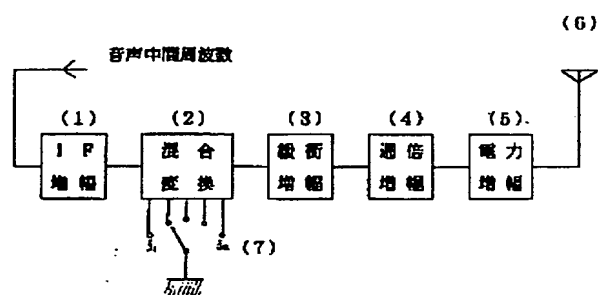 (6)
音声中間周波数
(1) (2) (3) (4) (5)
IF 混合 緩衝 逓倍 電力
増幅 変換 増幅 増幅 増幅
(7)